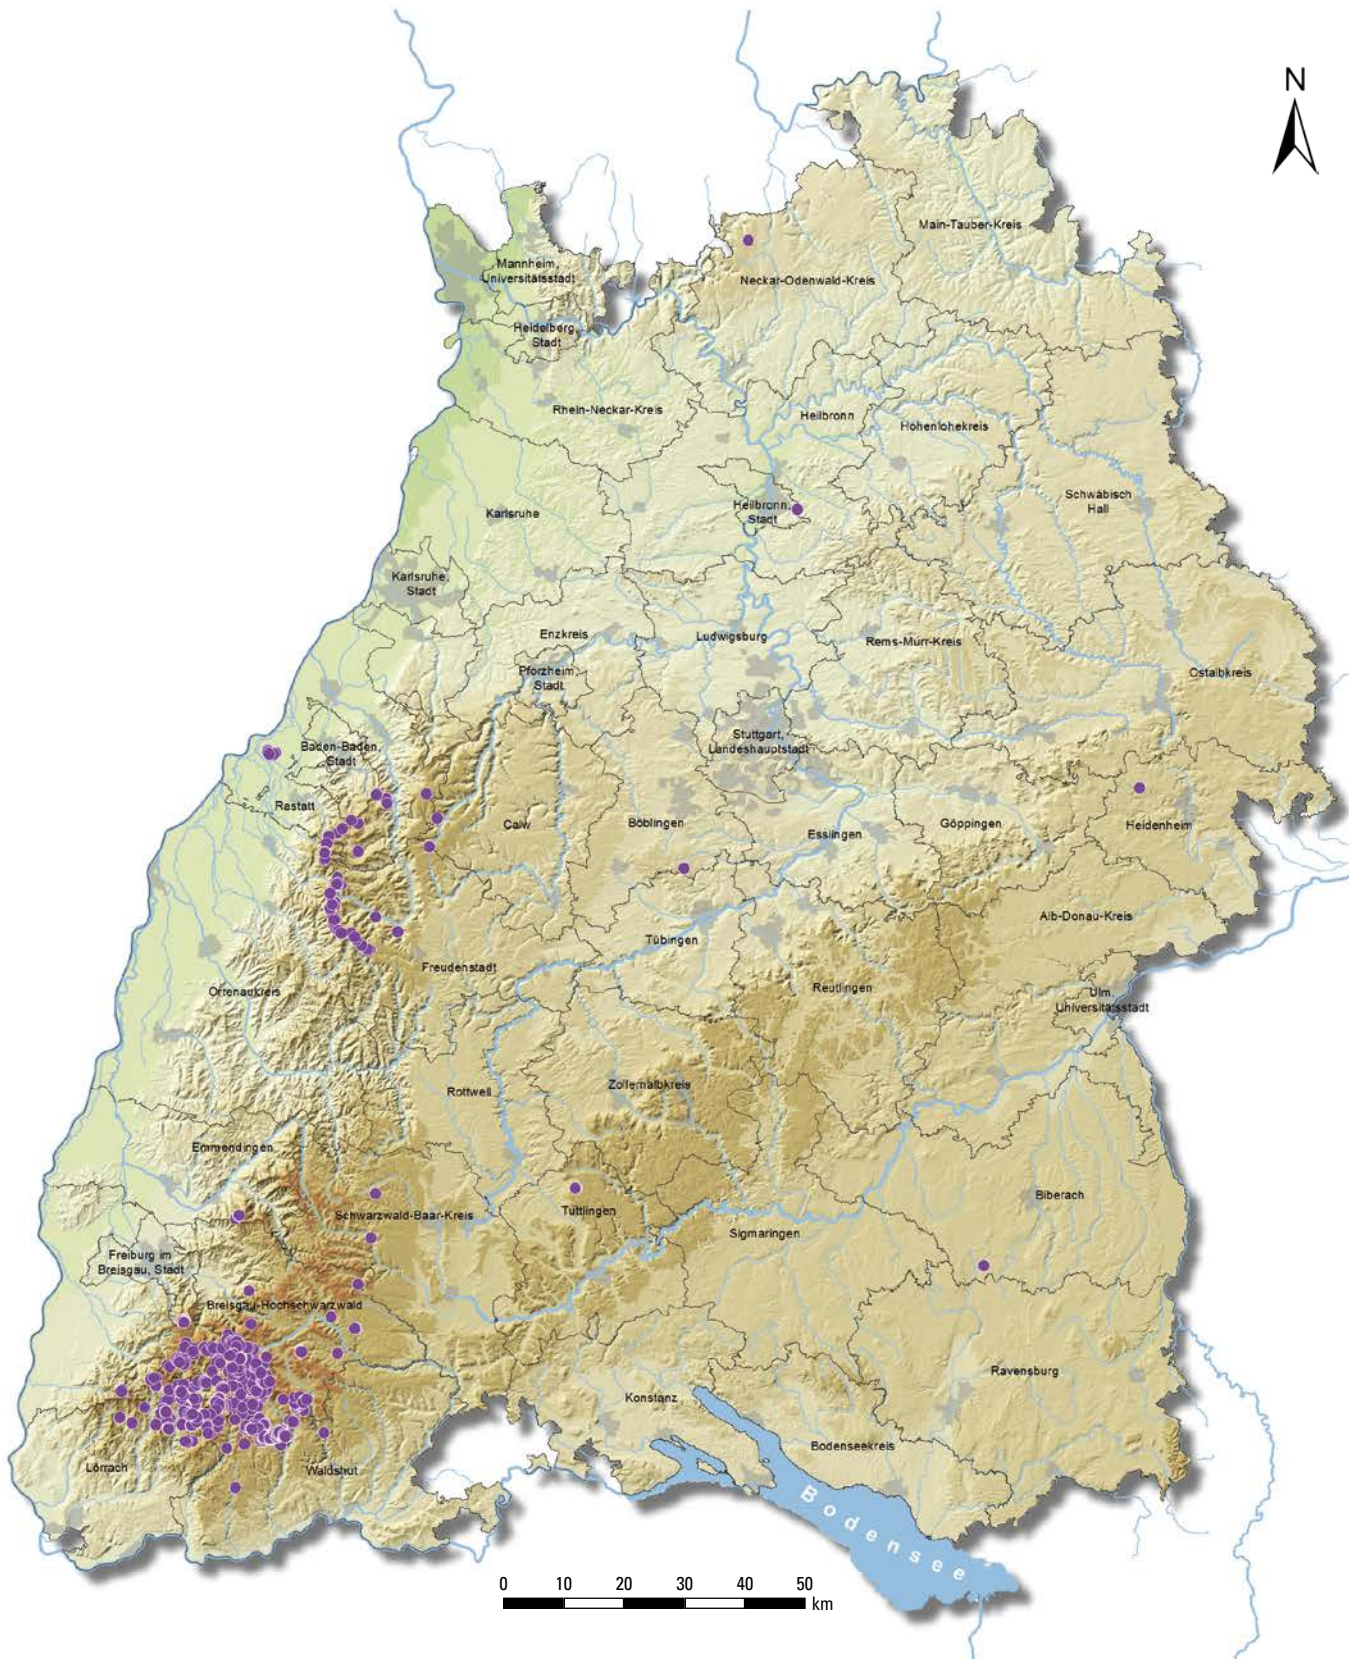 N
Main-Tauber-Kreis
Mannheim,
Universitätsstadt
Neckar-Odenwald-Kreis
Heidelberg,
Stadt
Rhein-Neckar-Kreis
Heilbronn
Hohenlohekreis
Schwäbisch
Hall
Karlsruhe
Heilbronn,
Stadt
Karlsruhe,
Stadt
Enzkreis
Ludwigsburg
Rems-Murr-Kreis
Pforzheim,
Stadt
Ostalbkreis
Baden-Baden,
Stadt
Stuttgart,
Landeshauptstadt
Rastatt
Calw
Böblingen
Esslingen
Göppingen
Heidenheim
Alb-Donau-Kreis
Tübingen
Freudenstadt
Reutlingen
Ortenaukreis
Ulm
Universitätsstadt
Rottweil
Zollernalbkreis
Emmendingen
Biberach
Schwarzwald-Baar-Kreis
Tuttlingen
Sigmaringen
Freiburg im
Breisgau, Stadt
Breisgau-Hochschwarzwald
Ravensburg
Konstanz
Bodenseekreis
Lörrach
Waldshut
Bodensee
0 10 20 30 40 50
km